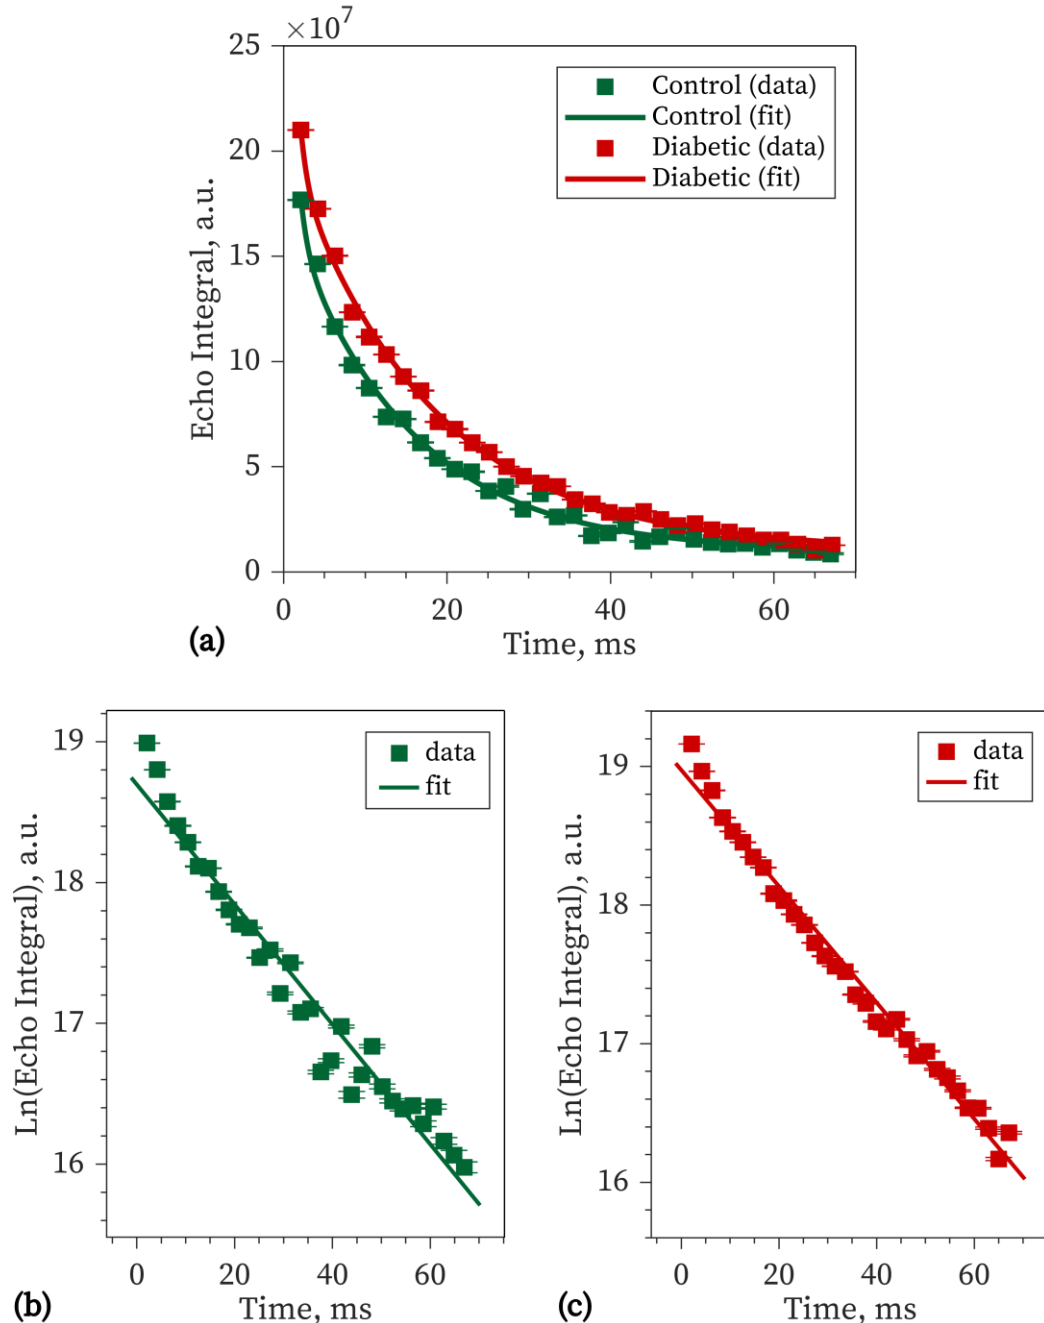 ×10⁷
25
20
15
10
5
0
Echo Integral, a.u.
Control (data)
Control (fit)
Diabetic (data)
Diabetic (fit)
0 20 40 60
Time, ms
(a)
19
18
17
16
Ln(Echo Integral), a.u.
data
fit
0 20 40 60
Time, ms
(b)
19
18
17
16
Ln(Echo Integral), a.u.
data
fit
0 20 40 60
Time, ms
(c)